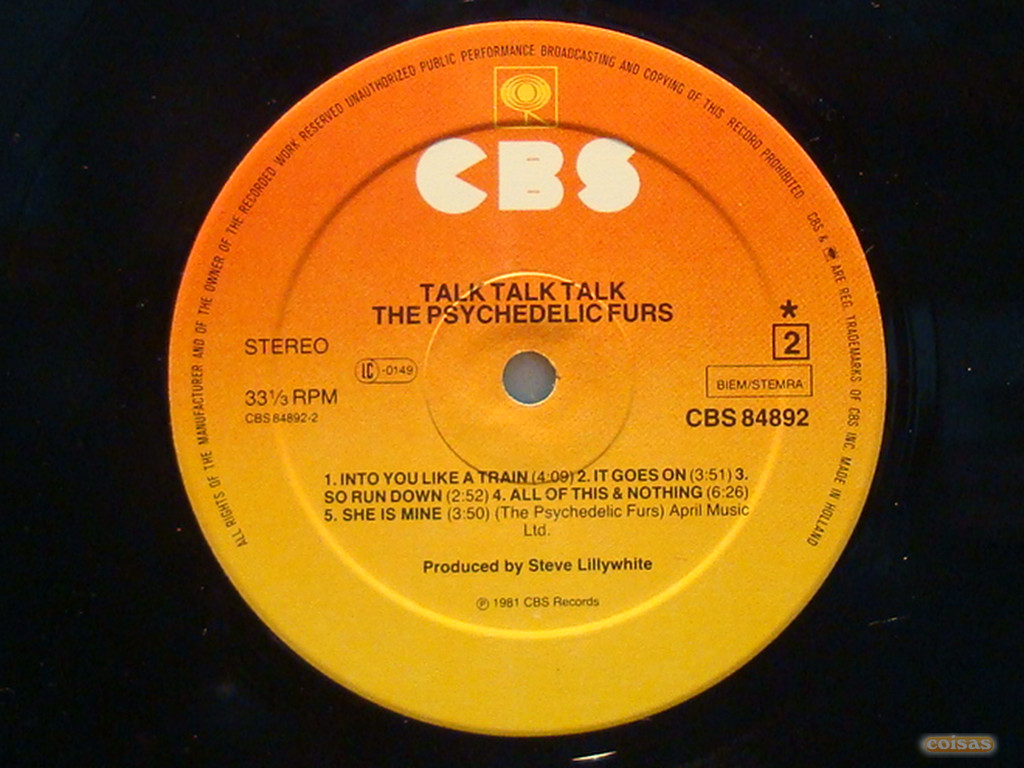 ALL RIGHTS OF THE MANUFACTURER AND OF THE OWNER OF THE RECORDED WORK RESERVED UNAUTHORIZED PUBLIC PERFORMANCE BROADCASTING AND COPYING OF THIS RECORD PROHIBITED CBS & ARE REG. TRADEMARKS OF CBS INC. MADE IN HOLLAND
CBS
TALK TALK TALK
THE PSYCHEDELIC FURS
STEREO
LC -0149
33⅓ RPM
CBS 84892-2
*
2
BIEM/STEMRA
CBS 84892
1. INTO YOU LIKE A TRAIN (4:09) 2. IT GOES ON (3:51) 3.
SO RUN DOWN (2:52) 4. ALL OF THIS & NOTHING (6:26)
5. SHE IS MINE (3:50) (The Psychedelic Furs) April Music
Ltd.
Produced by Steve Lillywhite
℗ 1981 CBS Records
coisas